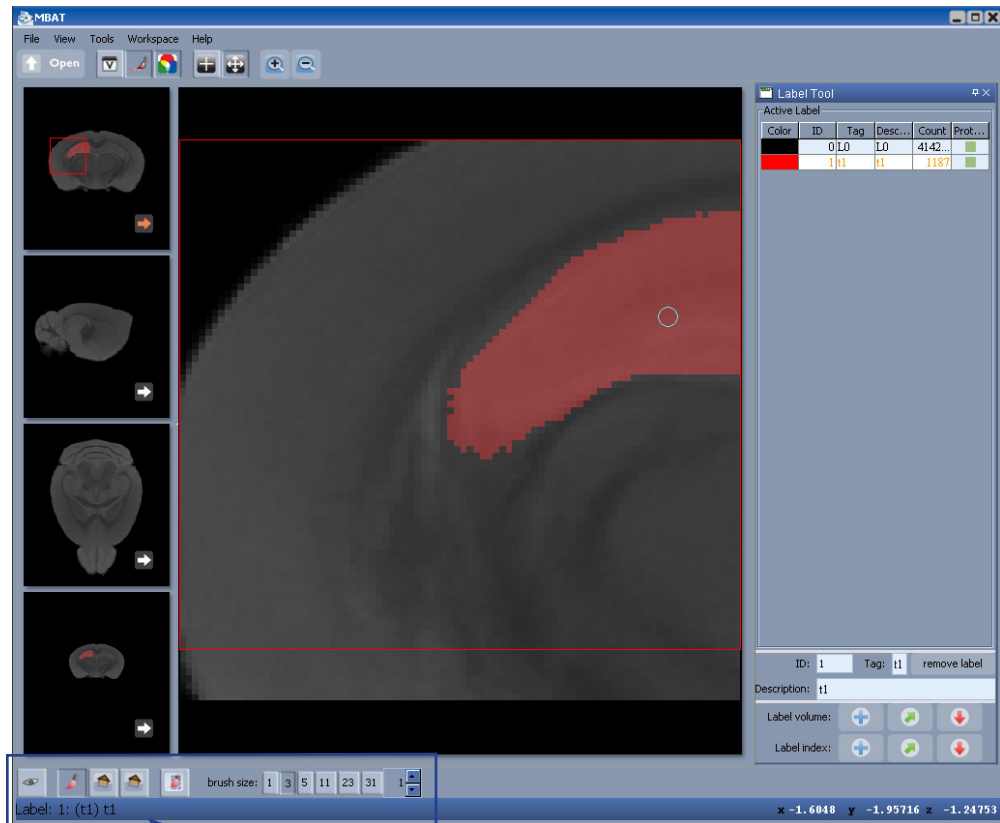 MBAT
File View Tools Workspace Help
Open V
Label Tool
Active Label
Color ID Tag Desc... Count Prot...
0 L0 L0 4142...
1 t1 t1 1187
ID: 1 Tag: t1 remove label
Description: t1
Label volume:
Label index:
brush size: 1 3 5 11 23 31 1
Label: 1: (t1) t1 x -1.6048 y -1.95716 z -1.24753